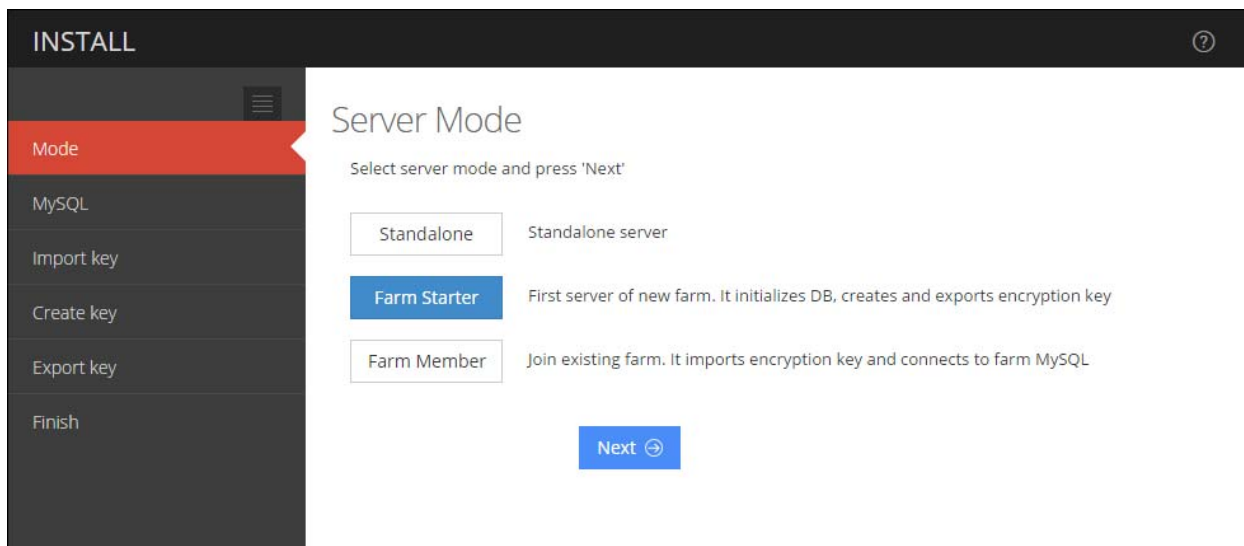 INSTALL
Mode
MySQL
Import key
Create key
Export key
Finish
Server Mode
Select server mode and press 'Next'
Standalone Standalone server
Farm Starter First server of new farm. It initializes DB, creates and exports encryption key
Farm Member Join existing farm. It imports encryption key and connects to farm MySQL
Next